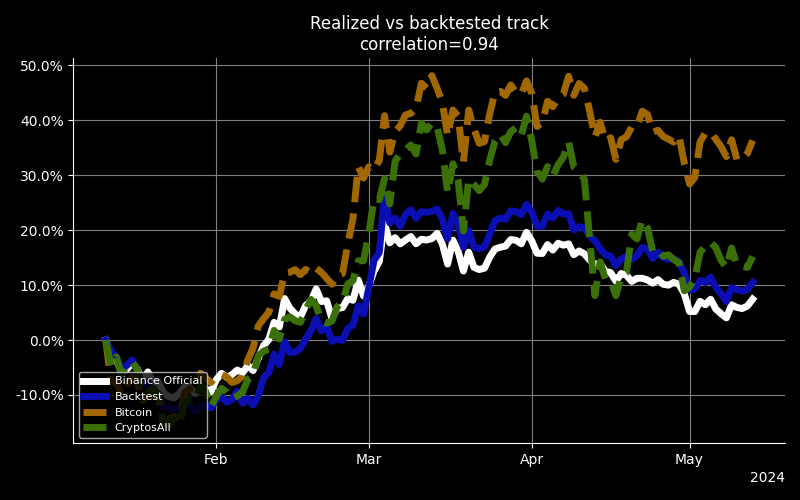 Realized vs backtested track
correlation=0.94
50.0%
40.0%
30.0%
20.0%
10.0%
0.0%
-10.0%
Binance Official
Backtest
Bitcoin
CryptosAll
Feb
Mar
Apr
May
2024